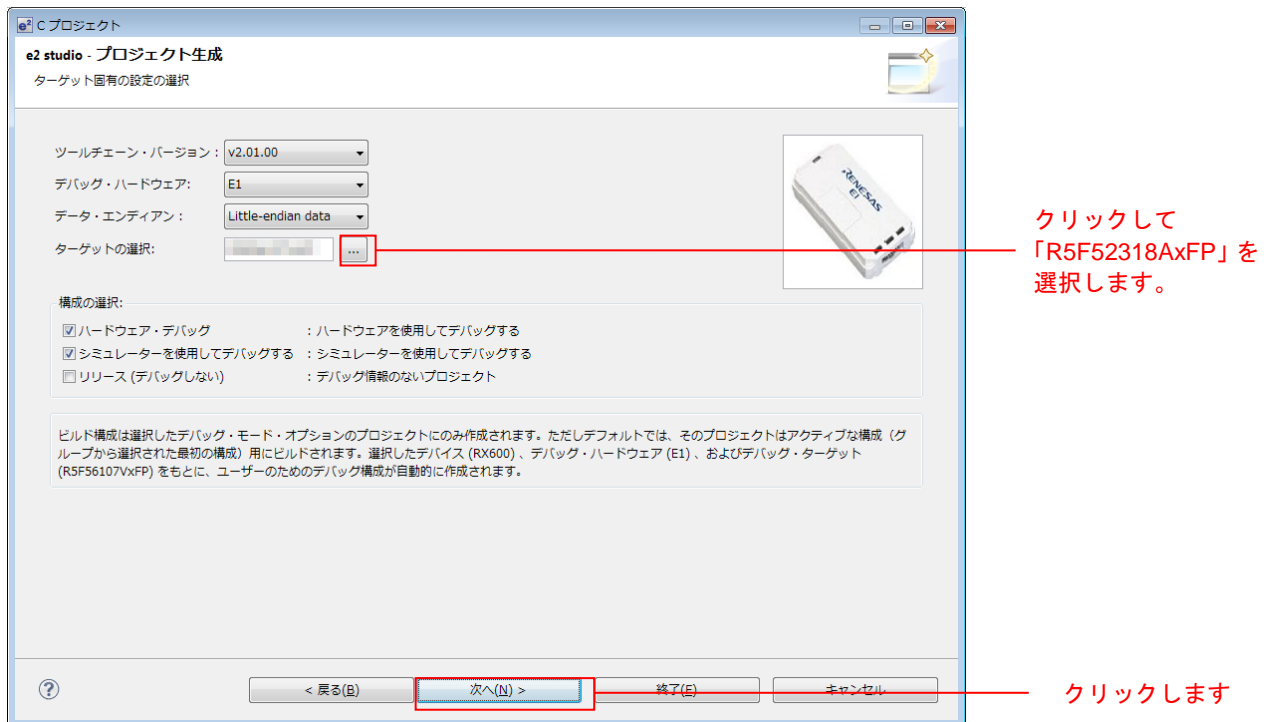 e² C プロジェクト
e2 studio - プロジェクト生成
ターゲット固有の設定の選択
ツールチェーン・バージョン : v2.01.00
デバッグ・ハードウェア: E1
データ・エンディアン : Little-endian data
ターゲットの選択: ...
RENESAS
E1
クリックして
「R5F52318AxFP」を
選択します。
構成の選択:
ハードウェア・デバッグ : ハードウェアを使用してデバッグする
シミュレーターを使用してデバッグする : シミュレーターを使用してデバッグする
リリース (デバッグしない) : デバッグ情報のないプロジェクト
ビルド構成は選択したデバッグ・モード・オプションのプロジェクトにのみ作成されます。ただしデフォルトでは、そのプロジェクトはアクティブな構成（グ
ループから選択された最初の構成）用にビルドされます。選択したデバイス (RX600) 、デバッグ・ハードウェア (E1) 、およびデバッグ・ターゲット
(R5F56107VxFP) をもとに、ユーザーのためのデバッグ構成が自動的に作成されます。
? < 戻る(B) 次へ(N) > 終了(F) キャンセル
クリックします